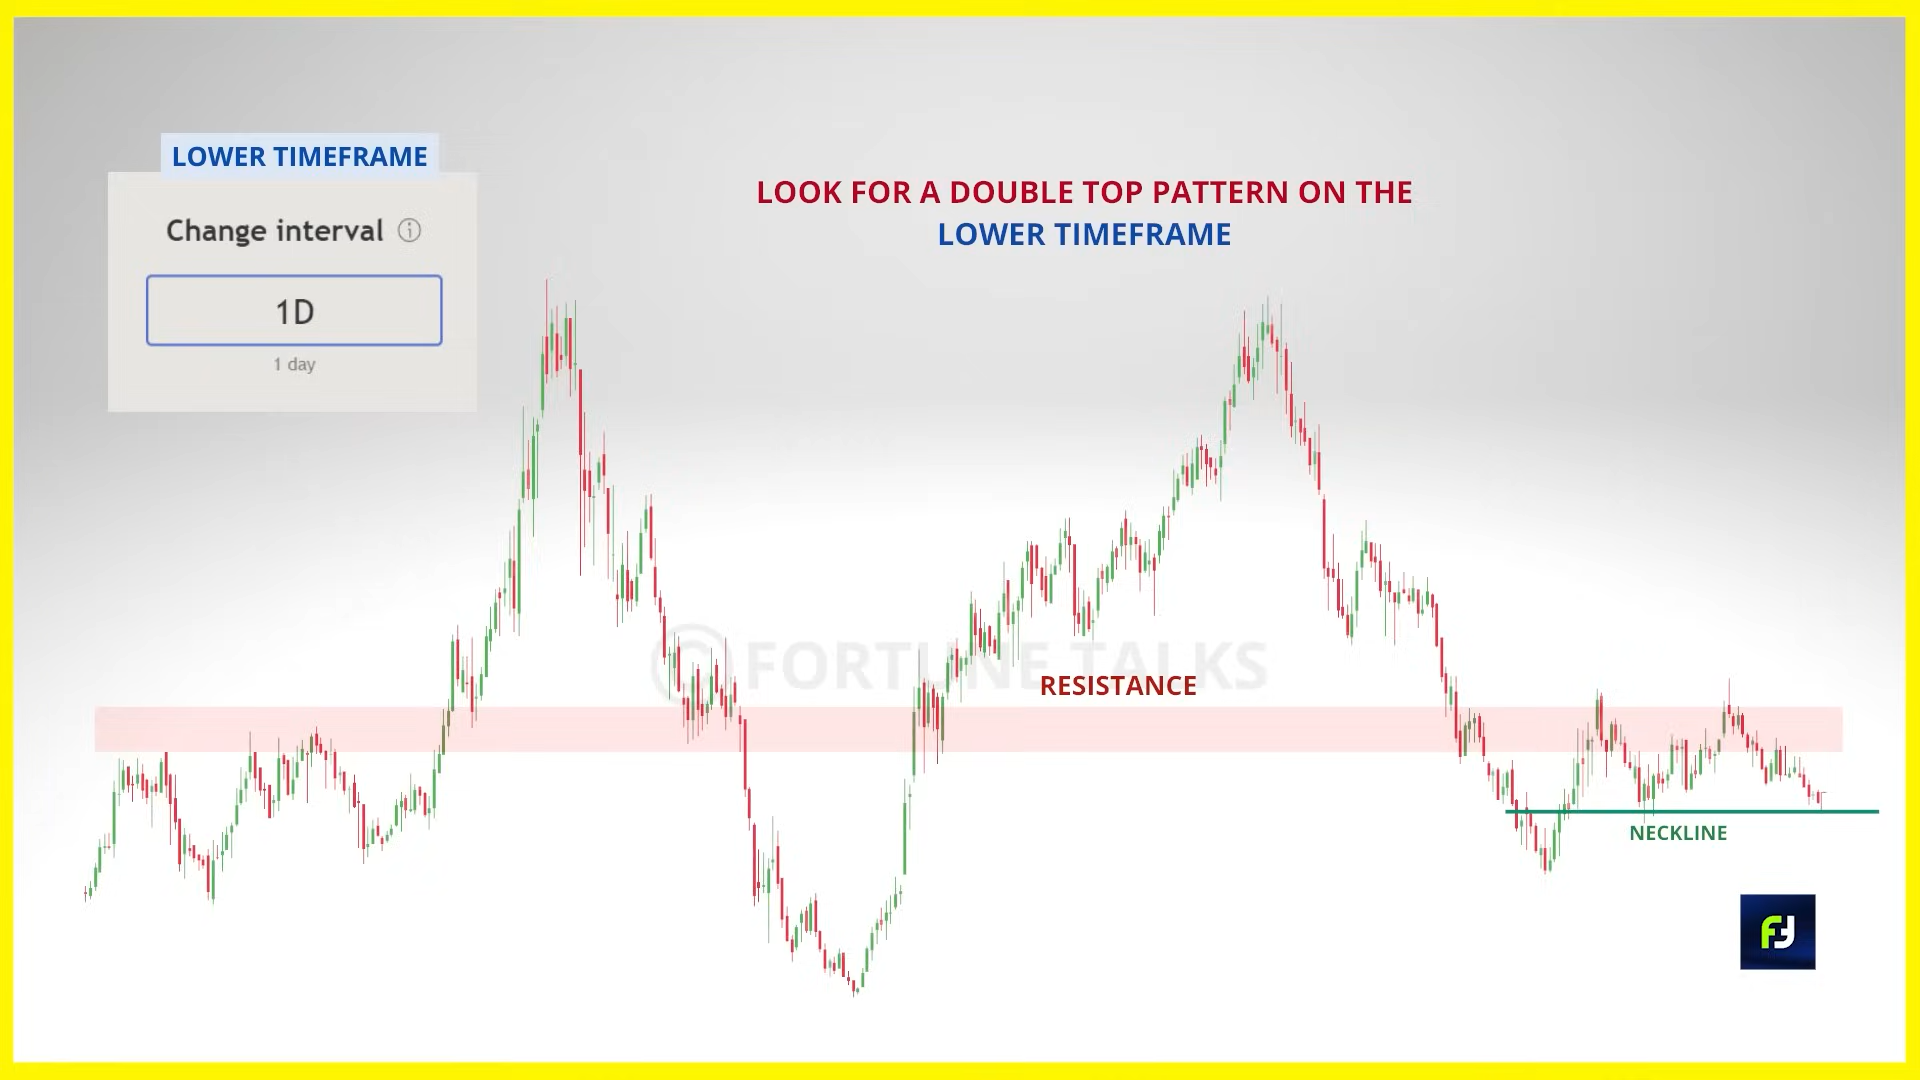 LOWER TIMEFRAME
Change interval
1D
1 day
LOOK FOR A DOUBLE TOP PATTERN ON THE
LOWER TIMEFRAME
©FORTUNE TALKS
RESISTANCE
NECKLINE